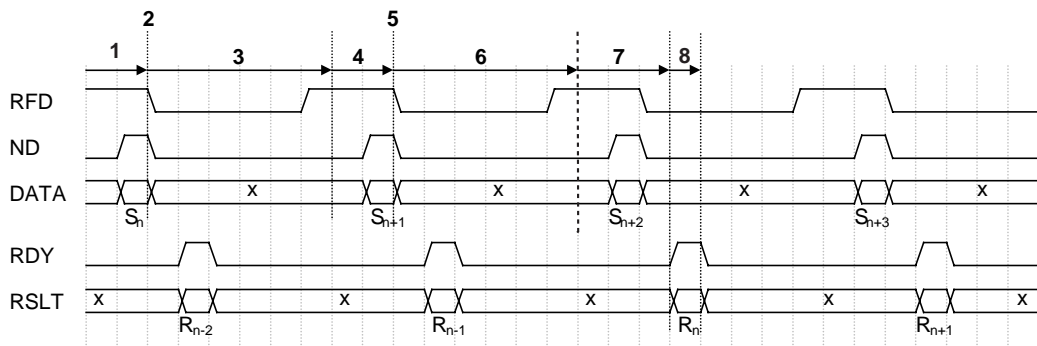 2 5
1 3 4 6 7 8
RFD
ND
DATA x x x x
Sn Sn+1 Sn+2 Sn+3
RDY
RSLT x x x x x
Rn-2 Rn-1 Rn Rn+1